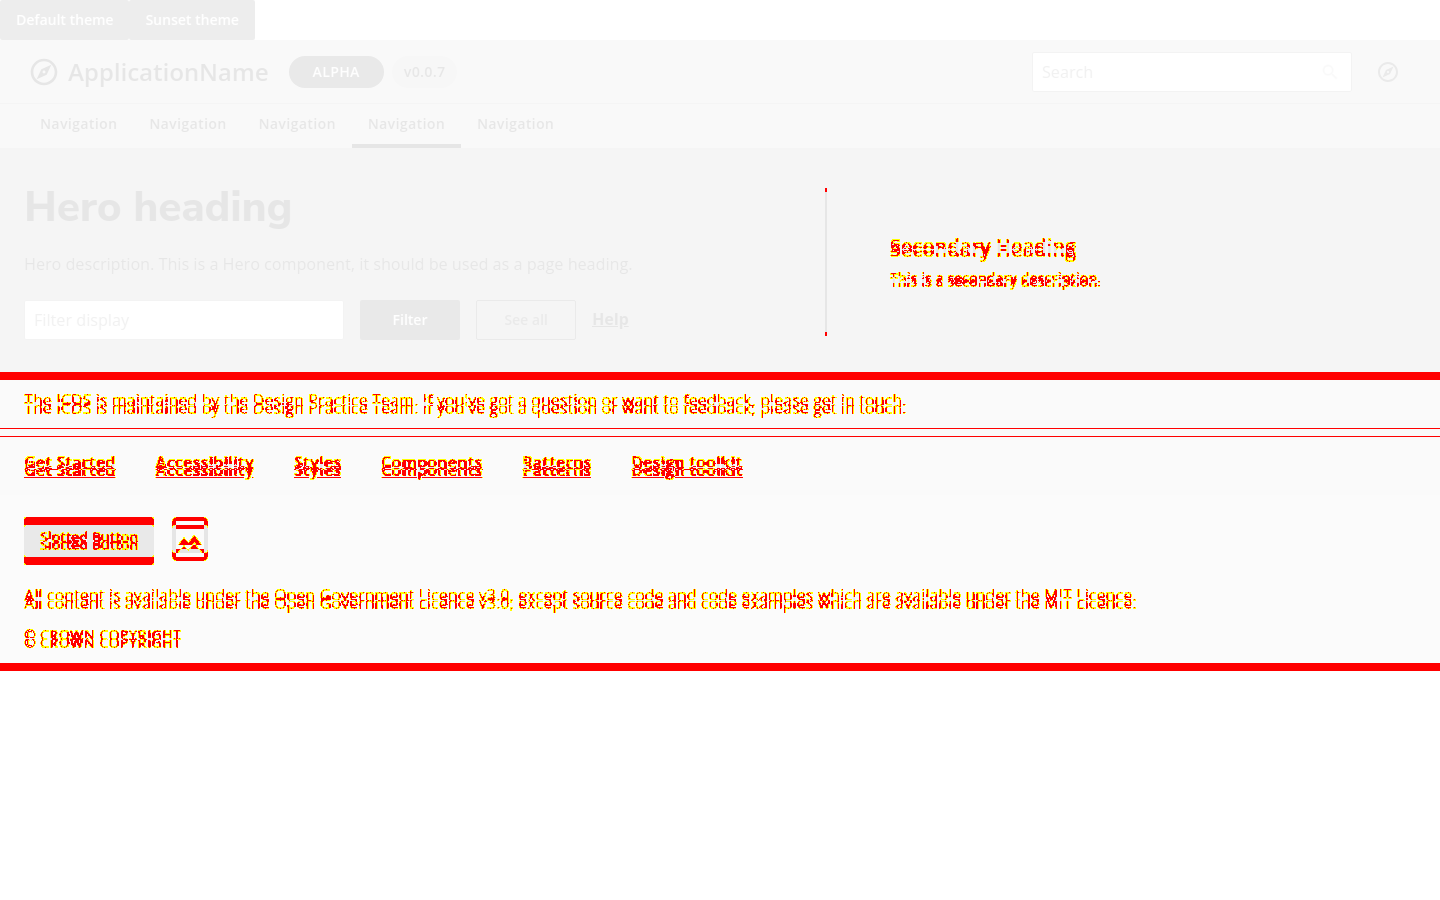 Default theme Sunset theme
ApplicationName ALPHA v0.0.7 Search
Navigation Navigation Navigation Navigation Navigation
Hero heading
Hero description. This is a Hero component, it should be used as a page heading.
Filter display Filter See all Help
Secondary Heading
This is a secondary description.
The ICDS is maintained by the Design Practice Team. If you've got a question or want to feedback, please get in touch.
Get Started Accessibility Styles Components Patterns Design toolkit
Slotted Button
All content is available under the Open Government Licence v3.0, except source code and code examples which are available under the MIT Licence.
© CROWN COPYRIGHT